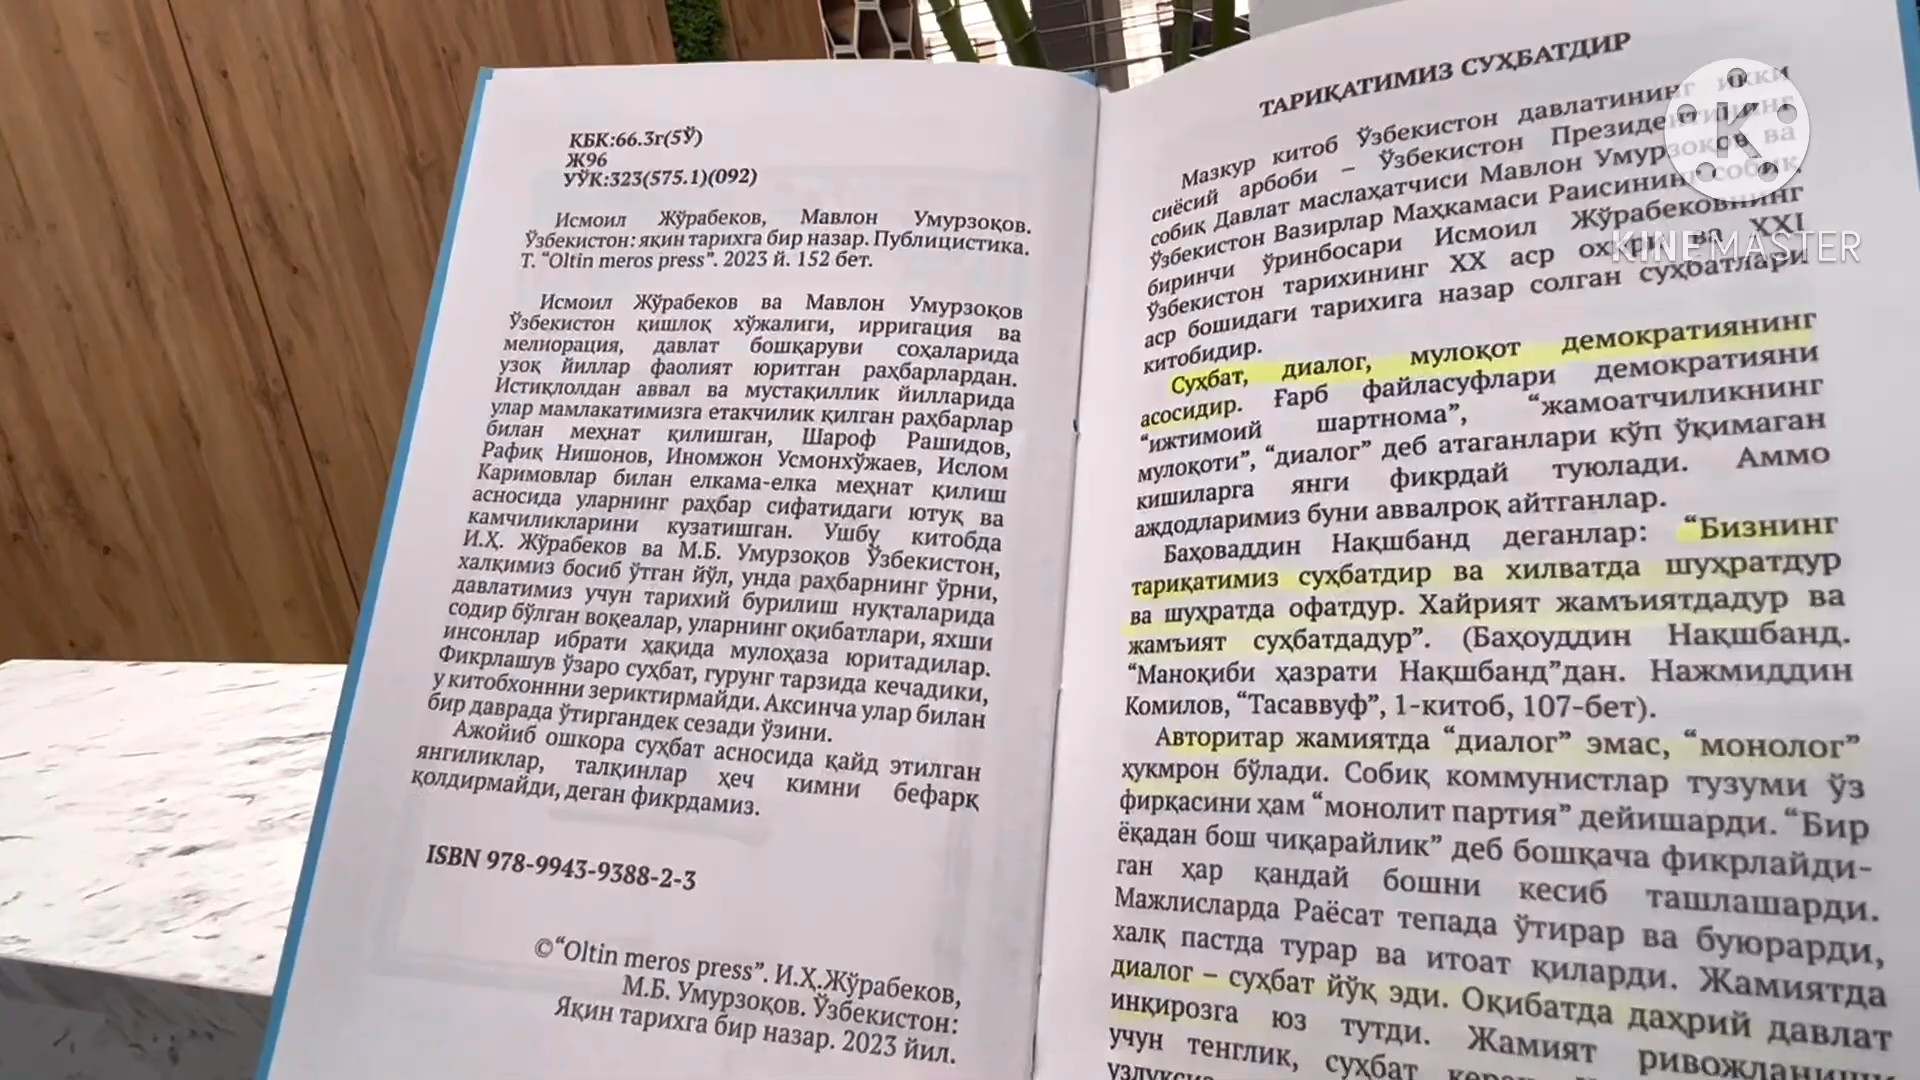 КБК:66.3г(5Ў)
Ж96
УЎК:323(575.1)(092)
Исмоил Жўрабеков, Мавлон Умурзоқов.
Ўзбекистон: яқин тарихга бир назар. Публицистика.
Т. “Oltin meros press”. 2023 й. 152 бет.
Исмоил Жўрабеков ва Мавлон Умурзоқов
Ўзбекистон қишлоқ хўжалиги, ирригация ва
мелиорация, давлат бошқаруви соҳаларида
узоқ йиллар фаолият юритган раҳбарлардан.
Истиқлолдан аввал ва мустақиллик йилларида
улар мамлакатимизга етакчилик қилган раҳбарлар
билан меҳнат қилишган, Шароф Рашидов,
Рафиқ Нишонов, Иномжон Усмонхўжаев, Ислом
Каримовлар билан елкама-елка меҳнат қилиш
асносида уларнинг раҳбар сифатидаги ютуқ ва
камчиликларини кузатишган. Ушбу китобда
И.Ҳ. Жўрабеков ва М.Б. Умурзоқов Ўзбекистон,
халқимиз босиб ўтган йўл, унда раҳбарнинг ўрни,
давлатимиз учун тарихий бурилиш нуқталарида
содир бўлган воқеалар, уларнинг оқибатлари, яхши
инсонлар ибрати ҳақида мулоҳаза юритадилар.
Фикрлашув ўзаро суҳбат, гурунг тарзида кечадики,
у китобхоннни зериктирмайди. Аксинча улар билан
бир даврада ўтиргандек сезади ўзини.
Ажойиб ошкора суҳбат асносида қайд этилган
янгиликлар, талқинлар ҳеч кимни бефарқ
қолдирмайди, деган фикрдамиз.
ISBN 978-9943-9388-2-3
©“Oltin meros press”. И.Ҳ.Жўрабеков,
М.Б. Умурзоқов. Ўзбекистон:
Яқин тарихга бир назар. 2023 йил.
ТАРИҚАТИМИЗ СУҲБАТДИР
Мазкур китоб Ўзбекистон давлатининг икки
сиёсий арбоби – Ўзбекистон Президентининг
собиқ Давлат маслаҳатчиси Мавлон Умурзоқов ва
Ўзбекистон Вазирлар Маҳкамаси Раисининг собиқ
биринчи ўринбосари Исмоил Жўрабековнинг
Ўзбекистон тарихининг XX аср охири ва XXI
аср бошидаги тарихига назар солган суҳбатлари
китобидир.
Суҳбат, диалог, мулоқот демократиянинг
асосидир. Ғарб файласуфлари демократияни
“ижтимоий шартнома”, “жамоатчиликнинг
мулоқоти”, “диалог” деб атаганлари кўп ўқимаган
кишиларга янги фикрдай туюлади. Аммо
аждодларимиз буни аввалроқ айтганлар.
Баҳоваддин Нақшбанд деганлар: “Бизнинг
тариқатимиз суҳбатдир ва хилватда шуҳратдур
ва шуҳратда офатдур. Хайрият жамъиятдадур ва
жамъият суҳбатдадур”. (Баҳоуддин Нақшбанд.
“Маноқиби ҳазрати Нақшбанд”дан. Нажмиддин
Комилов, “Тасаввуф”, 1-китоб, 107-бет).
Авторитар жамиятда “диалог” эмас, “монолог”
ҳукмрон бўлади. Собиқ коммунистлар тузуми ўз
фирқасини ҳам “монолит партия” дейишарди. “Бир
ёқадан бош чиқарайлик” деб бошқача фикрлайди-
ган ҳар қандай бошни кесиб ташлашарди.
Мажлисларда Раёсат тепада ўтирар ва буюрарди,
халқ пастда турар ва итоат қиларди. Жамиятда
диалог – суҳбат йўқ эди. Оқибатда даҳрий давлат
инқирозга юз тутди. Жамият ривожланиши
учун тенглик, суҳбат
K
KINEMASTER